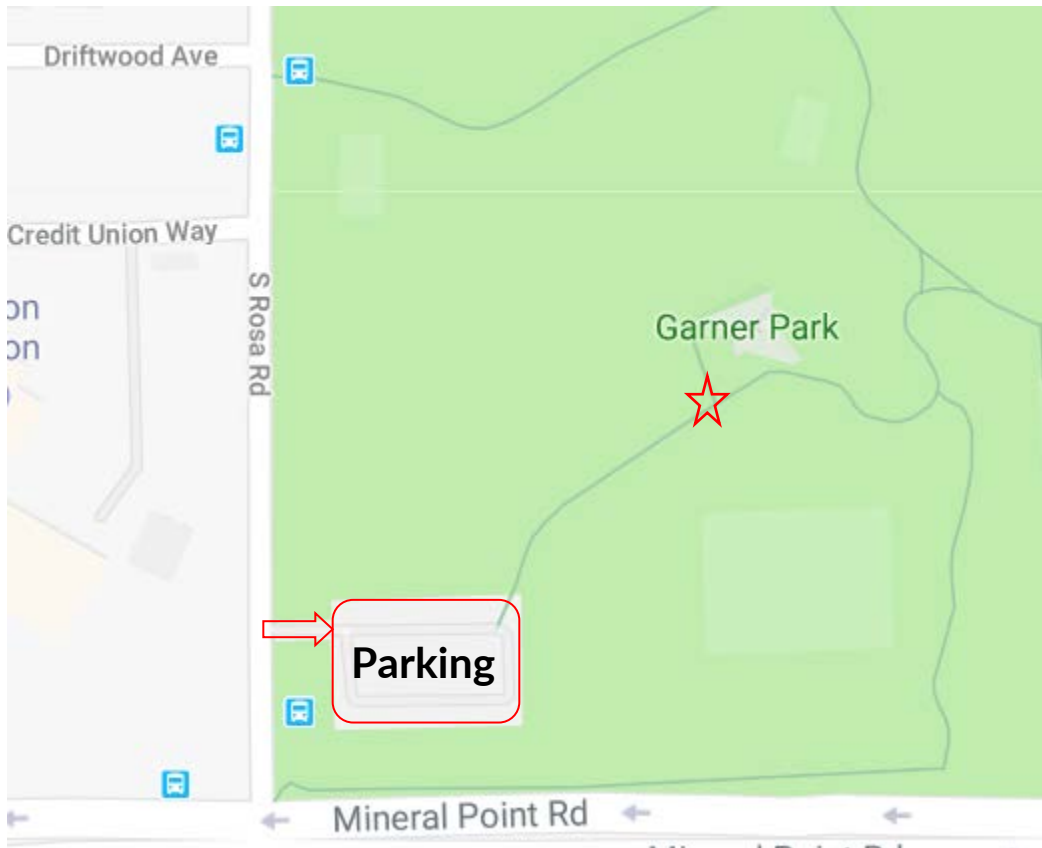 Driftwood Ave
Credit Union Way
on
on
S Rosa Rd
Garner Park
Parking
Mineral Point Rd